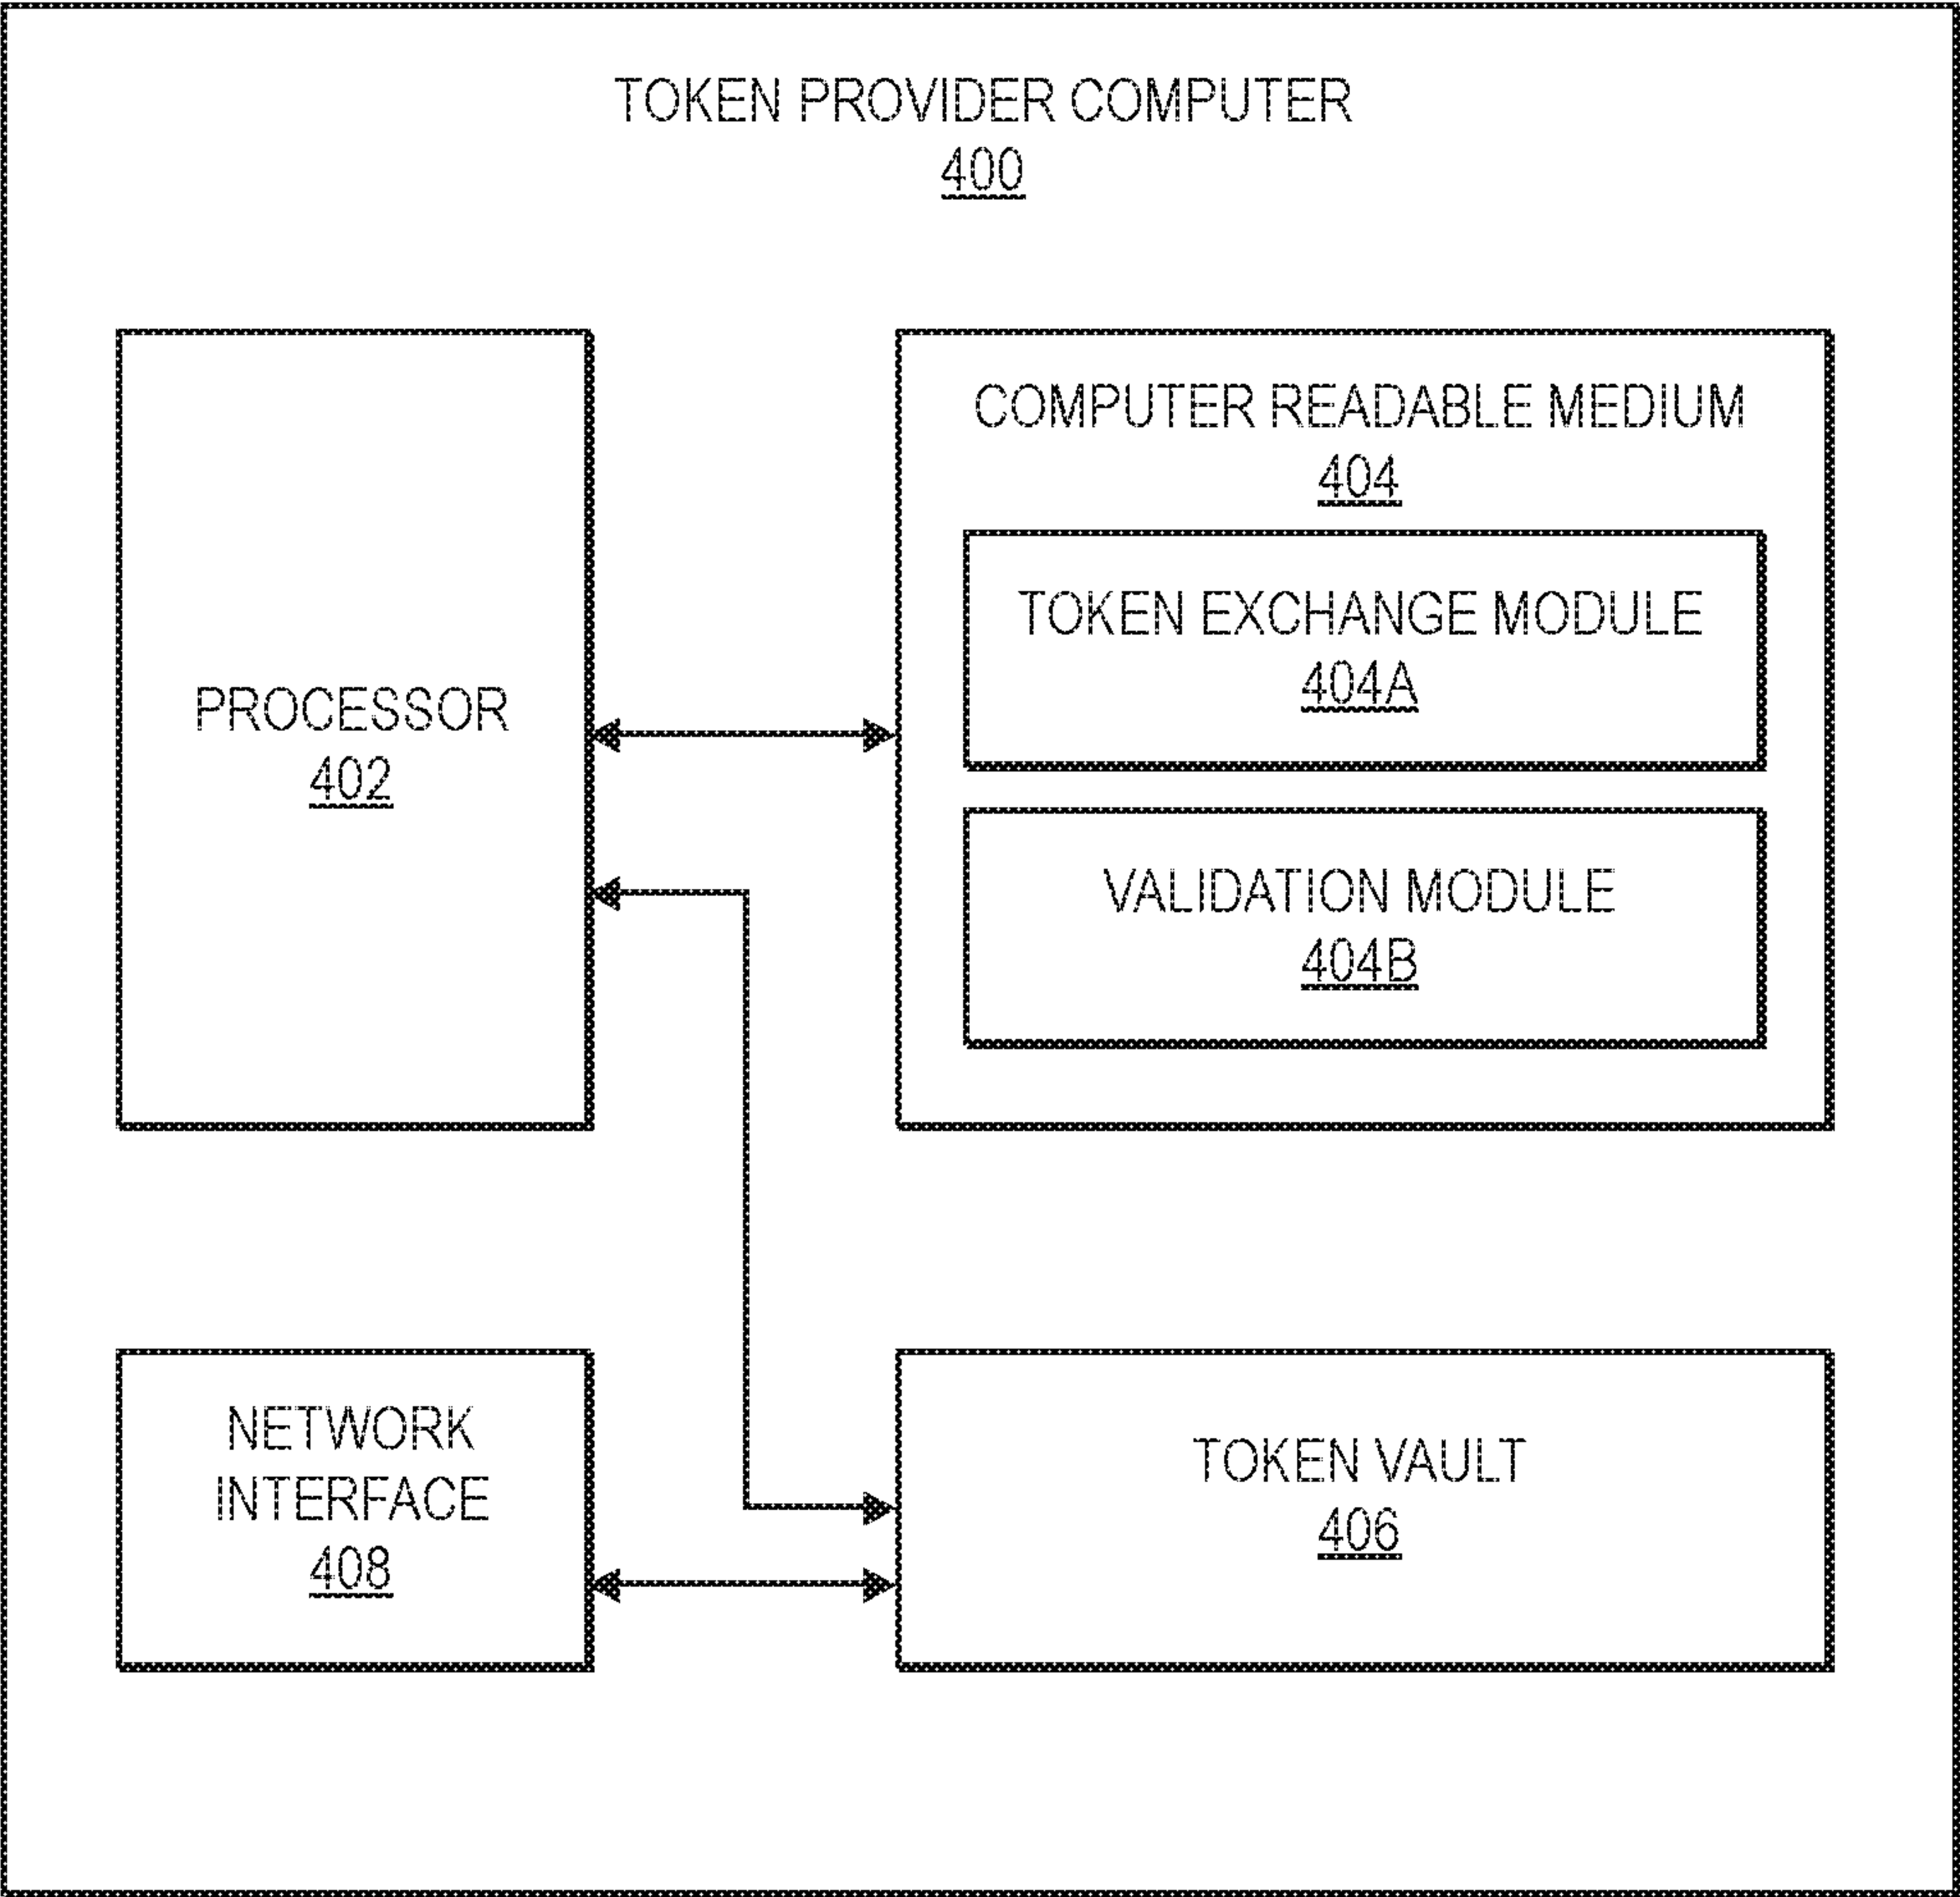 TOKEN PROVIDER COMPUTER
400
PROCESSOR
402
COMPUTER READABLE MEDIUM
404
TOKEN EXCHANGE MODULE
404A
VALIDATION MODULE
404B
NETWORK
INTERFACE
408
TOKEN VAULT
406